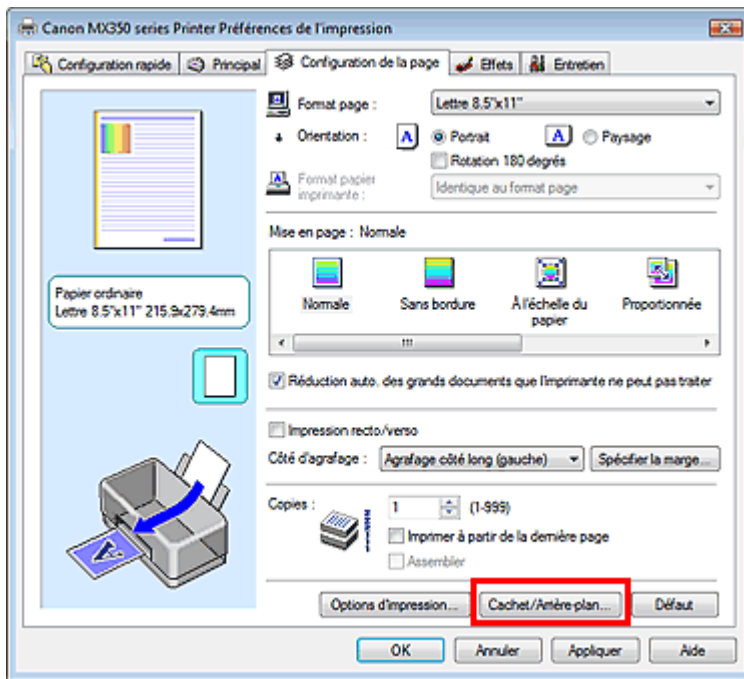 Canon MX350 series Printer Préférences de l'impression
Configuration rapide Principal Configuration de la page Effets Entretien
Format page : Lettre 8.5"x11"
Orientation : A Portrait A Paysage
Rotation 180 degrés
Format papier imprimante : Identique au format page
Mise en page : Normale
Normale Sans bordure À l'échelle du papier Proportionnée
Papier ordinaire
Lettre 8.5"x11" 215.9x279.4mm
Réduction auto. des grands documents que l'imprimante ne peut pas traiter
Impression recto/verso
Côté d'agrafage : Agrafage côté long (gauche) Spécifier la marge...
Copies : 1 (1-999)
Imprimer à partir de la dernière page
Assembler
Options d'impression... Cachet/Arrière-plan... Défaut
OK Annuler Appliquer Aide